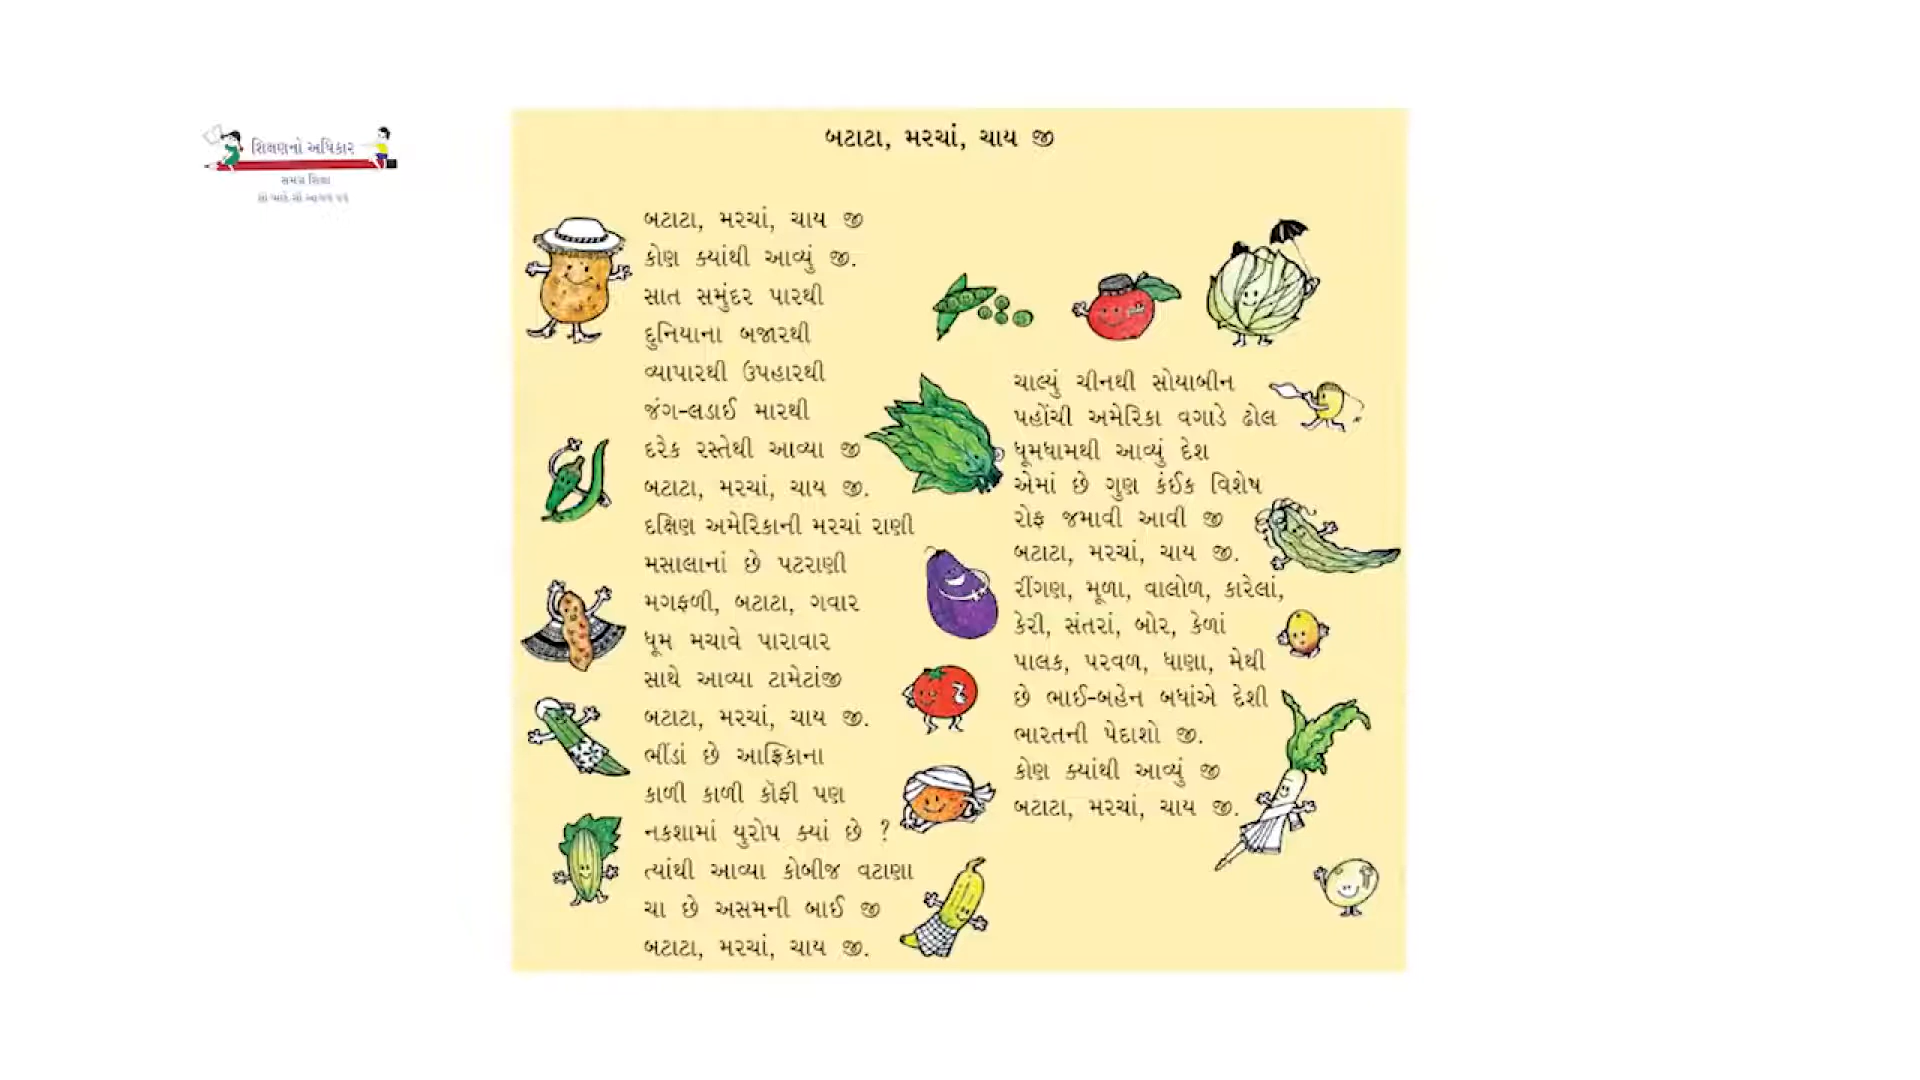 શિક્ષણનો અધિકાર
સમગ્ર શિક્ષા
બટાટા, મરચાં, ચાય જી
બટાટા, મરચાં, ચાય જી
કોણ ક્યાંથી આવ્યું જી.
સાત સમુંદર પારથી
દુનિયાના બજારથી
વ્યાપારથી ઉપહારથી
જંગ-લડાઈ મારથી
દરેક રસ્તેથી આવ્યા જી
બટાટા, મરચાં, ચાય જી.
દક્ષિણ અમેરિકાની મરચાં રાણી
મસાલાનાં છે પટરાણી
મગફળી, બટાટા, ગવાર
ધૂમ મચાવે પારાવાર
સાથે આવ્યા ટામેટાંજી
બટાટા, મરચાં, ચાય જી.
ભીંડાં છે આફ્રિકાના
કાળી કાળી કૉફી પણ
નકશામાં યુરોપ ક્યાં છે ?
ત્યાંથી આવ્યા કોબીજ વટાણા
ચા છે અસમની બાઈ જી
બટાટા, મરચાં, ચાય જી.
ચાલ્યું ચીનથી સોયાબીન
પહોંચી અમેરિકા વગાડે ઢોલ
ધૂમધામથી આવ્યું દેશ
એમાં છે ગુણ કંઈક વિશેષ
રોફ જમાવી આવી જી
બટાટા, મરચાં, ચાય જી.
રીંગણ, મૂળા, વાલોળ, કારેલાં,
કેરી, સંતરાં, બોર, કેળાં
પાલક, પરવળ, ધાણા, મેથી
છે ભાઈ-બહેન બધાંએ દેશી
ભારતની પેદાશો જી.
કોણ ક્યાંથી આવ્યું જી
બટાટા, મરચાં, ચાય જી.